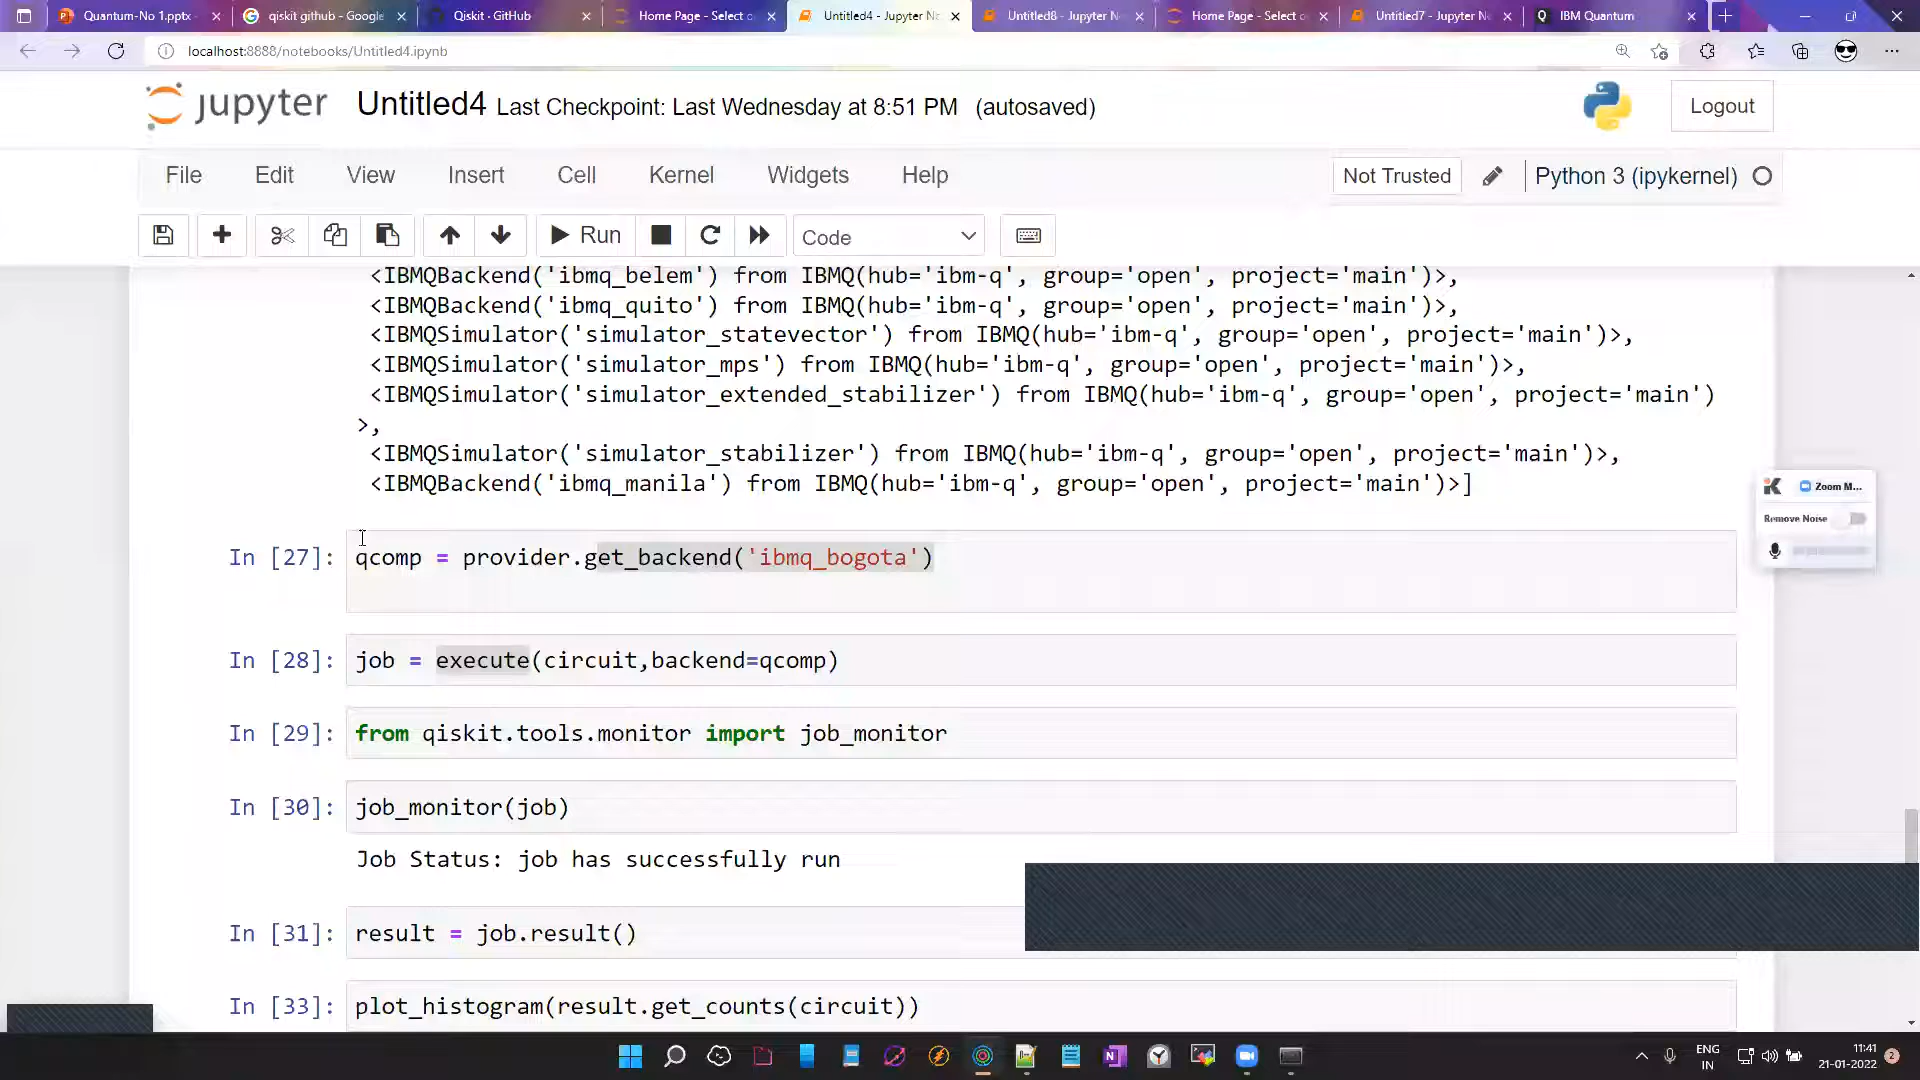 Quantum-No 1.pptx
qiskit github - Google
Qiskit · GitHub
Home Page - Select o
Untitled4 - Jupyter N
Untitled8 - Jupyter N
Home Page - Select o
Untitled7 - Jupyter N
IBM Quantum
localhost:8888/notebooks/Untitled4.ipynb
jupyter Untitled4 Last Checkpoint: Last Wednesday at 8:51 PM (autosaved)
Logout
File Edit View Insert Cell Kernel Widgets Help
Not Trusted
Python 3 (ipykernel)
Run
Code
<IBMQBackend('ibmq_belem') from IBMQ(hub='ibm-q', group='open', project='main')>,
<IBMQBackend('ibmq_quito') from IBMQ(hub='ibm-q', group='open', project='main')>,
<IBMQSimulator('simulator_statevector') from IBMQ(hub='ibm-q', group='open', project='main')>,
<IBMQSimulator('simulator_mps') from IBMQ(hub='ibm-q', group='open', project='main')>,
<IBMQSimulator('simulator_extended_stabilizer') from IBMQ(hub='ibm-q', group='open', project='main')
>,
<IBMQSimulator('simulator_stabilizer') from IBMQ(hub='ibm-q', group='open', project='main')>,
<IBMQBackend('ibmq_manila') from IBMQ(hub='ibm-q', group='open', project='main')>]
Zoom M...
Remove Noise
In [27]: qcomp = provider.get_backend('ibmq_bogota')
In [28]: job = execute(circuit,backend=qcomp)
In [29]: from qiskit.tools.monitor import job_monitor
In [30]: job_monitor(job)
Job Status: job has successfully run
In [31]: result = job.result()
In [33]: plot_histogram(result.get_counts(circuit))
ENG
IN
11:41
21-01-2022
2